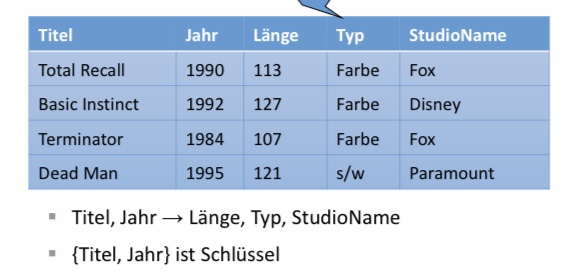 Titel Jahr Länge Typ StudioName
Total Recall 1990 113 Farbe Fox
Basic Instinct 1992 127 Farbe Disney
Terminator 1984 107 Farbe Fox
Dead Man 1995 121 s/w Paramount
▪ Titel, Jahr → Länge, Typ, StudioName
▪ {Titel, Jahr} ist Schlüssel